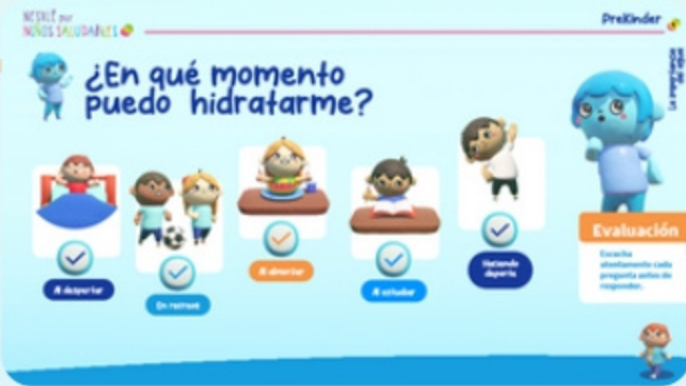 NESTLÉ por
NIÑOS SALUDABLES
PreKinder
¿En qué momento
puedo hidratarme?
Al despertar
En recreo
Al almorzar
Al estudiar
Haciendo
deporte
Evaluación
Escucha
atentamente cada
pregunta antes de
responder.